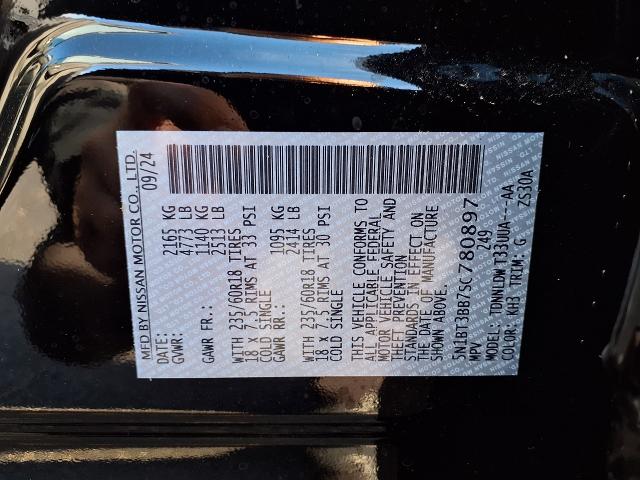 MFD BY NISSAN MOTOR CO., LTD.
DATE: 09/24
GVWR: 2165 KG
4773 LB
GAWR FR.: 1140 KG
2513 LB
WITH 235/60R18 TIRES
18 X 7.5 RIMS AT 33 PSI
COLD SINGLE
GAWR RR.: 1095 KG
2414 LB
WITH 235/60R18 TIRES
18 X 7.5 RIMS AT 30 PSI
COLD SINGLE
THIS VEHICLE CONFORMS TO
ALL APPLICABLE FEDERAL
MOTOR VEHICLE SAFETY AND
THEFT PREVENTION
STANDARDS IN EFFECT ON
THE DATE OF MANUFACTURE
SHOWN ABOVE.
5N1BT3BB7SC780897
MPV 249
MODEL: TDNNLDWT33UUA---AA
COLOR: KH3 TRIM: G ZS30A